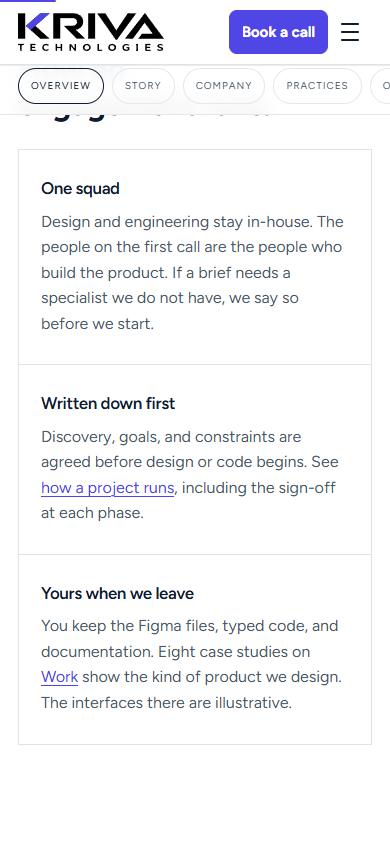 KRIVA
TECHNOLOGIES
Book a call
OVERVIEW
STORY
COMPANY
PRACTICES
One squad
Design and engineering stay in-house. The
people on the first call are the people who
build the product. If a brief needs a
specialist we do not have, we say so
before we start.
Written down first
Discovery, goals, and constraints are
agreed before design or code begins. See
how a project runs, including the sign-off
at each phase.
Yours when we leave
You keep the Figma files, typed code, and
documentation. Eight case studies on
Work show the kind of product we design.
The interfaces there are illustrative.